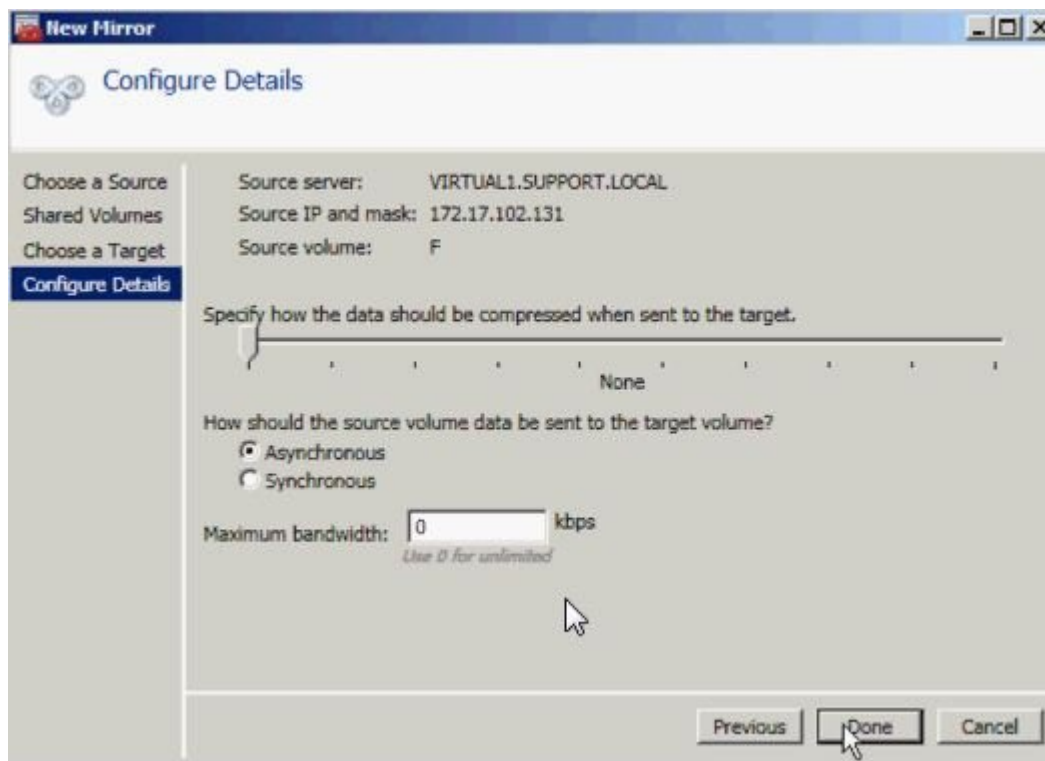 New Mirror
Configure Details
Choose a Source
Shared Volumes
Choose a Target
Configure Details
Source server: VIRTUAL1.SUPPORT.LOCAL
Source IP and mask: 172.17.102.131
Source volume: F
Specify how the data should be compressed when sent to the target.
None
How should the source volume data be sent to the target volume?
Asynchronous
Synchronous
Maximum bandwidth: 0 kbps
Use 0 for unlimited
Previous Done Cancel